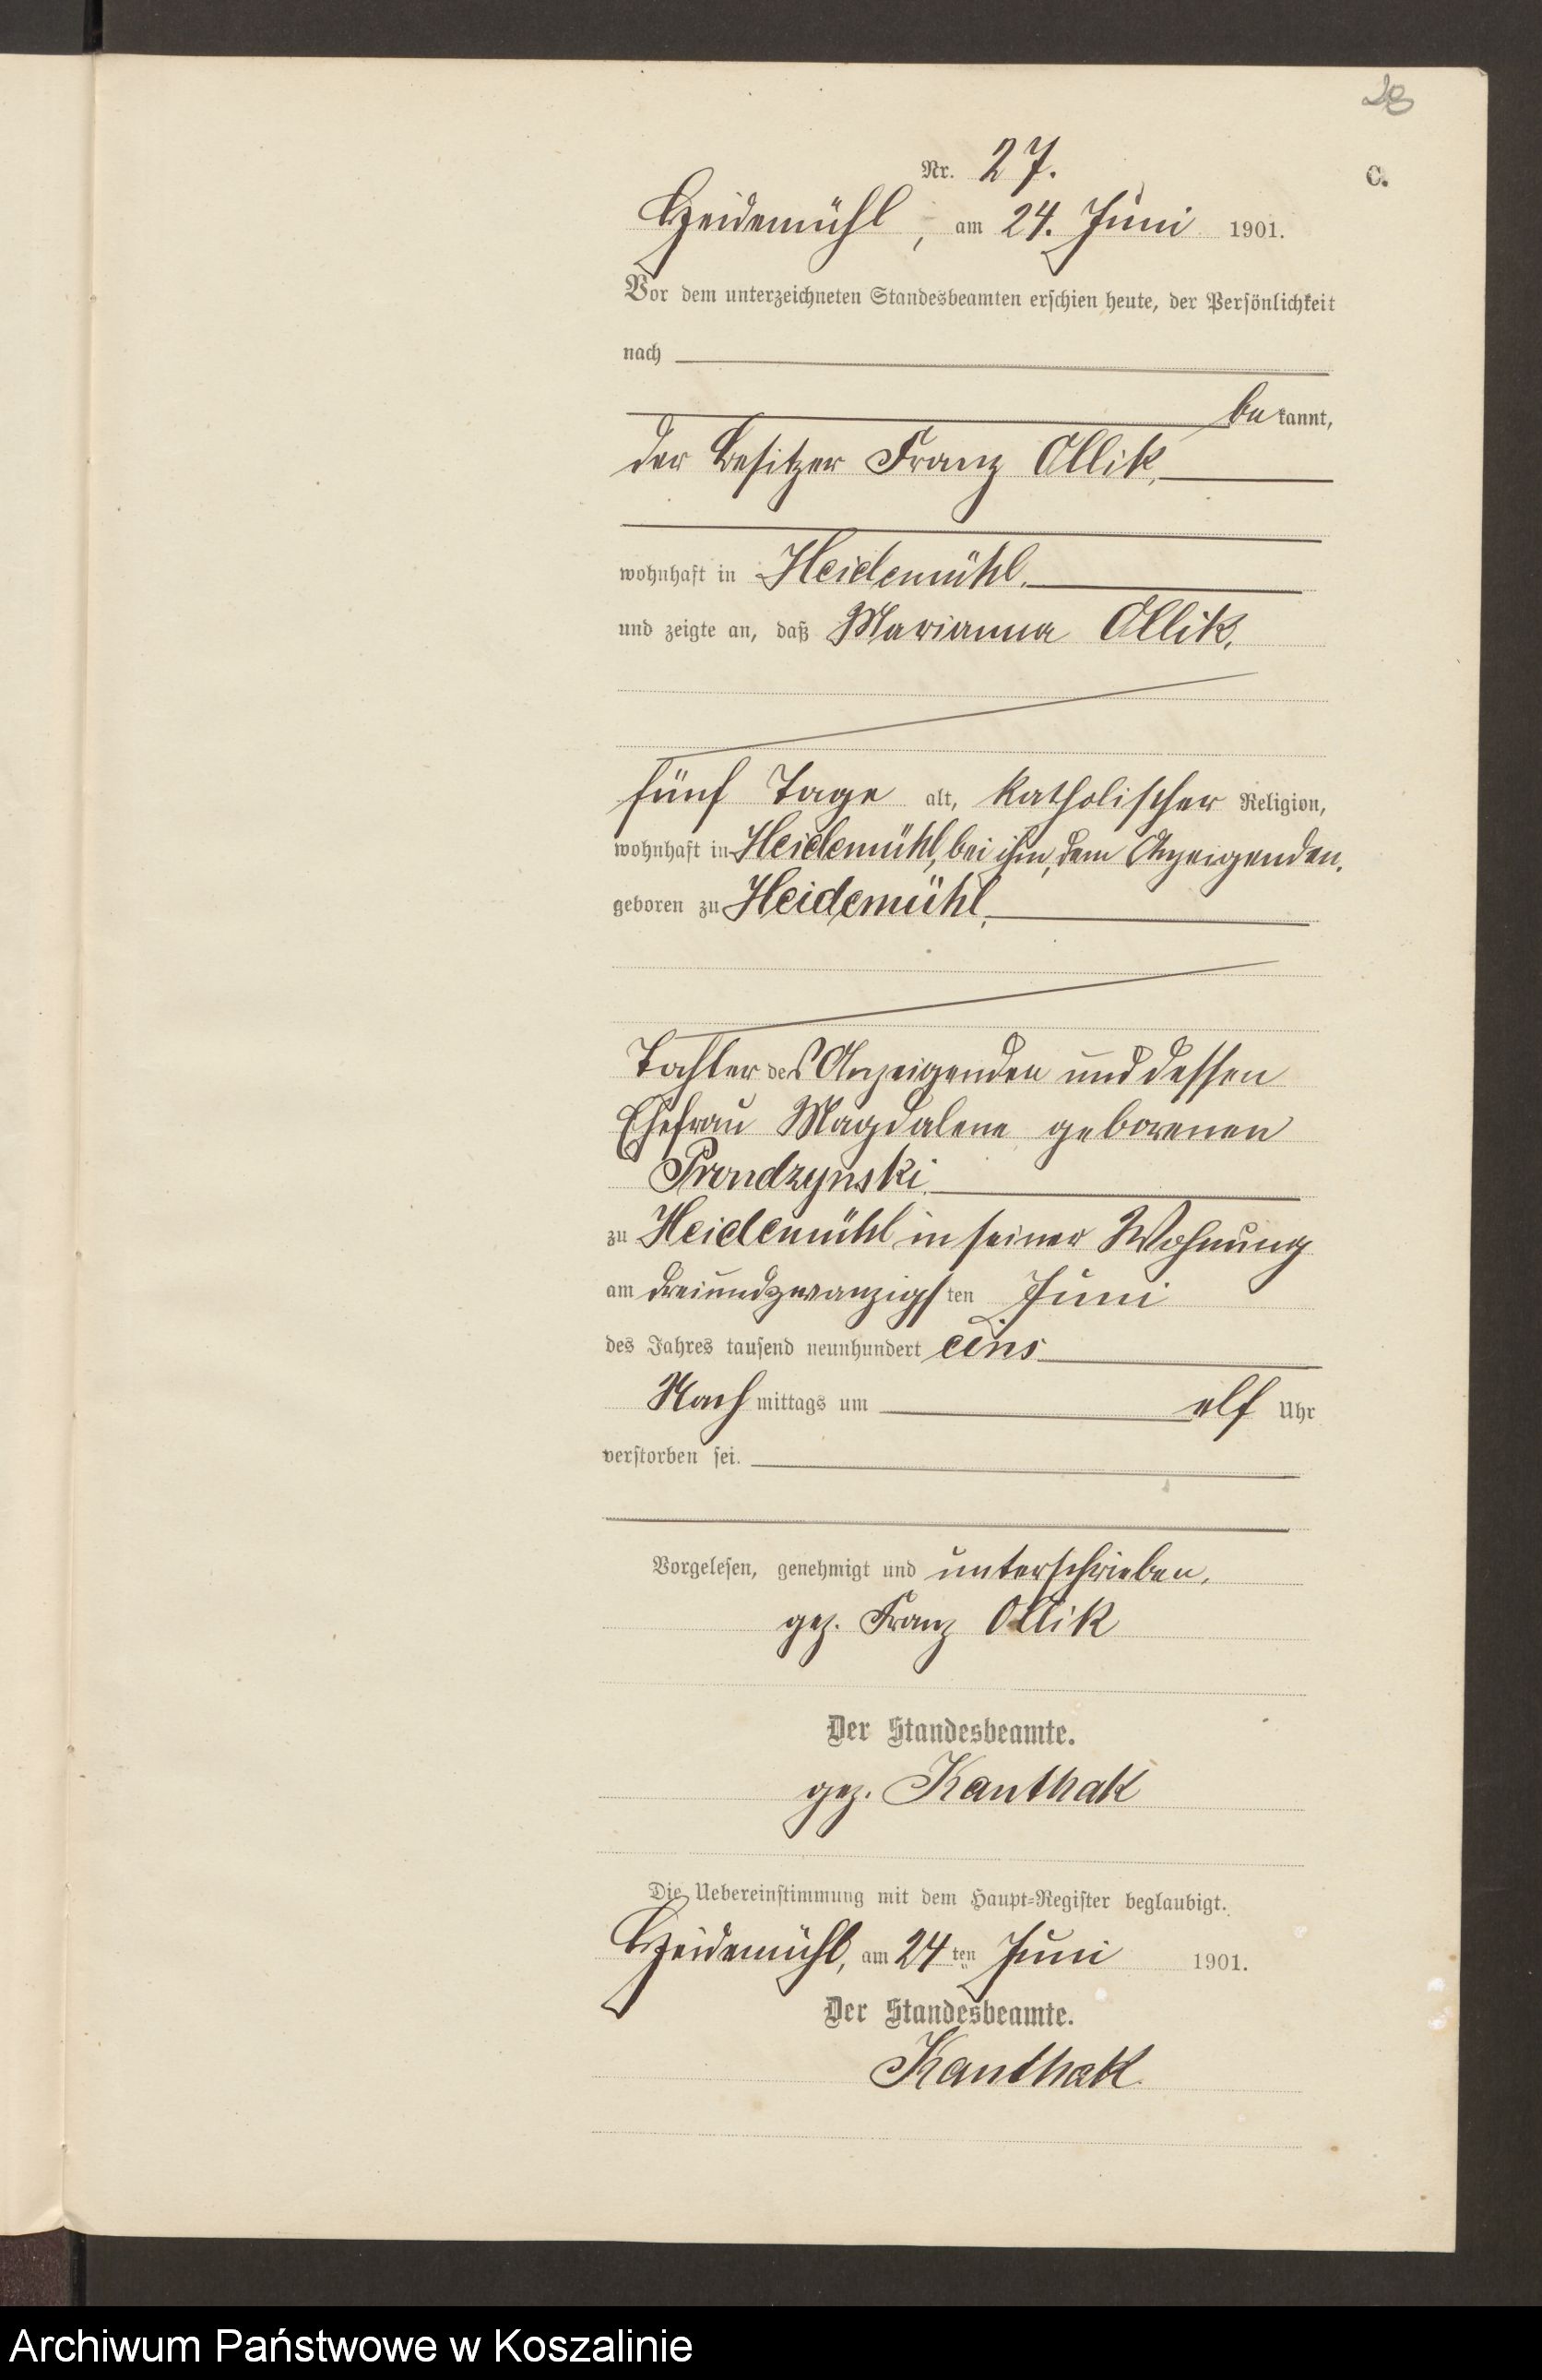 28
Nr. 27.
C.
Heidemühl, am 24. Juni 1901.
Vor dem unterzeichneten Standesbeamten erschien heute, der Persönlichkeit
nach
bekannt,
der Besitzer Franz Ollik,
wohnhaft in Heidemühl,
und zeigte an, daß Marianna Ollik,
fünf Tage alt, katholischer Religion,
wohnhaft in Heidemühl, bei ihm, dem Anzeigenden,
geboren zu Heidemühl,
Tochter des Anzeigenden und dessen
Ehefrau Magdalene geborenen
Prondzynski
zu Heidemühl in seiner Wohnung
am dreiundzwanzigsten Juni
des Jahres tausend neunhundert eins
Nachmittags um elf Uhr
verstorben sei.
Vorgelesen, genehmigt und unterschrieben,
gez. Franz Ollik
Der Standesbeamte.
gez. Kanthak
Die Uebereinstimmung mit dem Haupt-Register beglaubigt.
Heidemühl, am 24ten Juni 1901.
Der Standesbeamte.
Kanthak
Archiwum Państwowe w Koszalinie